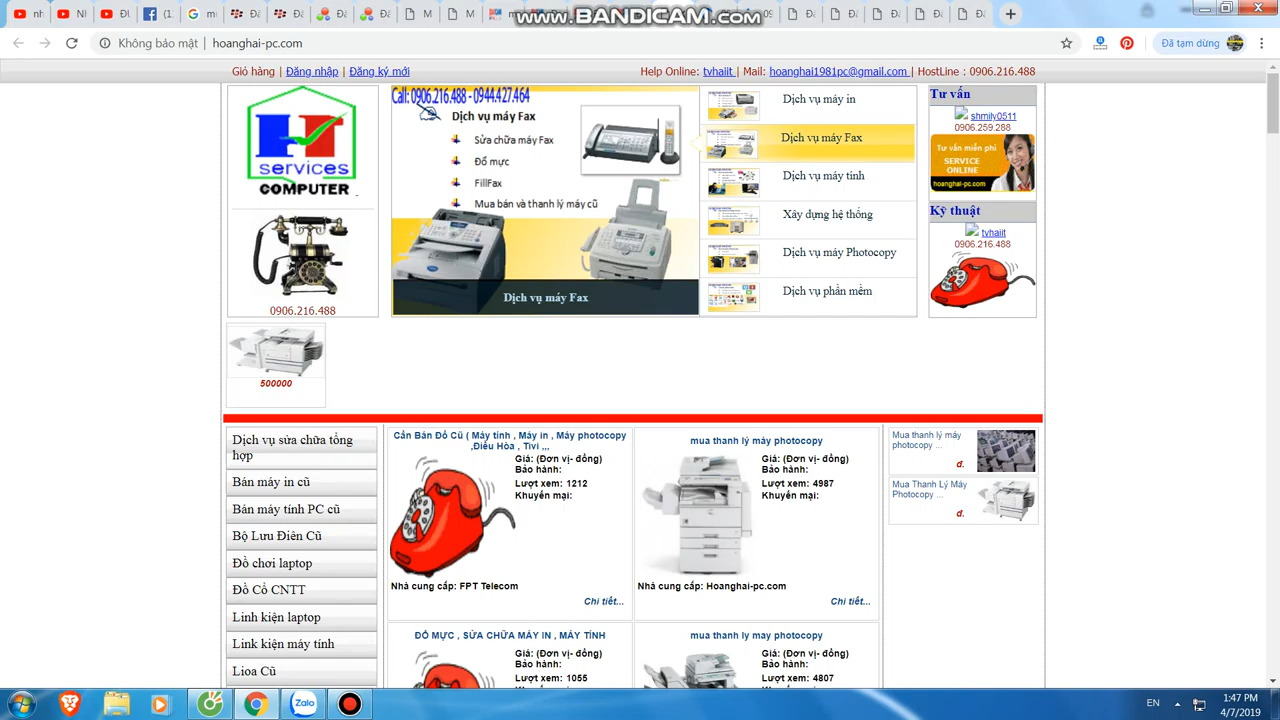 www.BANDICAM.com
Không bảo mật | hoanghai-pc.com
Đã tạm dừng
Giỏ hàng | Đăng nhập | Đăng ký mới
Help Online: tvhaiit | Mail: hoanghai1981pc@gmail.com | HostLine : 0906.216.488
services
COMPUTER
0906.216.488
Call: 0906.216.488 - 0944.427.464
Dịch vụ máy Fax
Sửa chữa máy Fax
Đổ mực
FillFax
Mua bán và thanh lý máy cũ
Dịch vụ máy Fax
Dịch vụ máy in
Dịch vụ máy Fax
Dịch vụ máy tính
Xây dựng hệ thống
Dịch vụ máy Photocopy
Dịch vụ phần mềm
Tư vấn
shmily0511
0906.259.288
Tư vấn miễn phí
SERVICE
ONLINE
hoanghai-pc.com
Kỹ thuật
tvhaiit
0906.216.488
500000
Dịch vụ sửa chữa tổng
hợp
Bán máy in cũ
Bán máy tính PC cũ
Bộ Lưu Điện Cũ
Đồ chơi laptop
Đồ Cổ CNTT
Linh kiện laptop
Link kiện máy tính
Lioa Cũ
Cần Bán Đồ Cũ ( Máy tính , Máy in , Máy photocopy
,Điều Hòa , Tivi ,,,
Giá: (Đơn vị- đồng)
Bảo hành:
Lượt xem: 1212
Khuyến mại:
Nhà cung cấp: FPT Telecom
Chi tiết...
mua thanh lý máy photocopy
Giá: (Đơn vị- đồng)
Bảo hành:
Lượt xem: 4987
Khuyến mại:
Nhà cung cấp: Hoanghai-pc.com
Chi tiết...
ĐỔ MỰC , SỬA CHỮA MÁY IN , MÁY TÍNH
Giá: (Đơn vị- đồng)
Bảo hành:
Lượt xem: 1055
mua thanh ly may photocopy
Giá: (Đơn vị- đồng)
Bảo hành:
Lượt xem: 4807
Mua thanh lý máy
photocopy ...
đ.
Mua Thanh Lý Máy
Photocopy ...
đ.
Zalo
EN
1:47 PM
4/7/2019